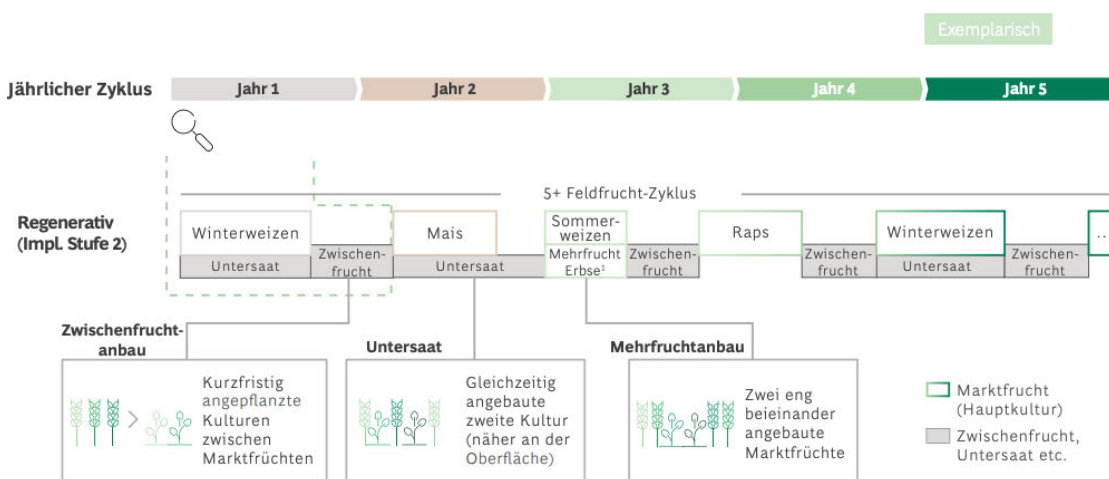 Exemplarisch
Jährlicher Zyklus
Jahr 1
Jahr 2
Jahr 3
Jahr 4
Jahr 5
5+ Feldfrucht-Zyklus
Regenerativ
(Impl. Stufe 2)
Winterweizen
Untersaat
Zwischen-
frucht
Mais
Untersaat
Sommer-
weizen
Mehrfrucht
Erbse¹
Zwischen-
frucht
Raps
Zwischen-
frucht
Winterweizen
Untersaat
Zwischen-
frucht
...
Zwischenfrucht-
anbau
Kurzfristig
angepflanzte
Kulturen
zwischen
Marktfrüchten
Untersaat
Gleichzeitig
angebaute
zweite Kultur
(näher an der
Oberfläche)
Mehrfruchtanbau
Zwei eng
beieinander
angebaute
Marktfrüchte
Marktfrucht
(Hauptkultur)
Zwischenfrucht,
Untersaat etc.